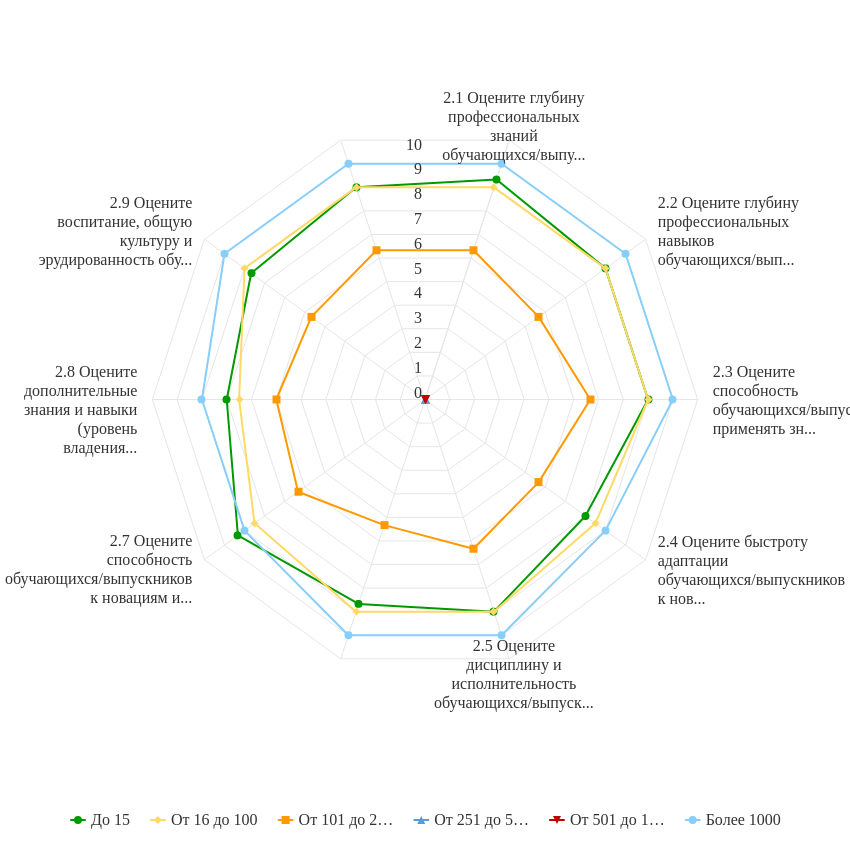 2.1 Оцените глубину
профессиональных
знаний
обучающихся/выпу...
10
9
8
7
6
5
4
3
2
1
0
2.2 Оцените глубину
профессиональных
навыков
обучающихся/вып...
2.3 Оцените
способность
обучающихся/выпус
применять зн...
2.4 Оцените быстроту
адаптации
обучающихся/выпускников
к нов...
2.5 Оцените
дисциплину и
исполнительность
обучающихся/выпуск...
2.7 Оцените
способность
обучающихся/выпускников
к новациям и...
2.8 Оцените
дополнительные
знания и навыки
(уровень
владения...
2.9 Оцените
воспитание, общую
культуру и
эрудированность обу...
До 15
От 16 до 100
От 101 до 2…
От 251 до 5…
От 501 до 1…
Более 1000